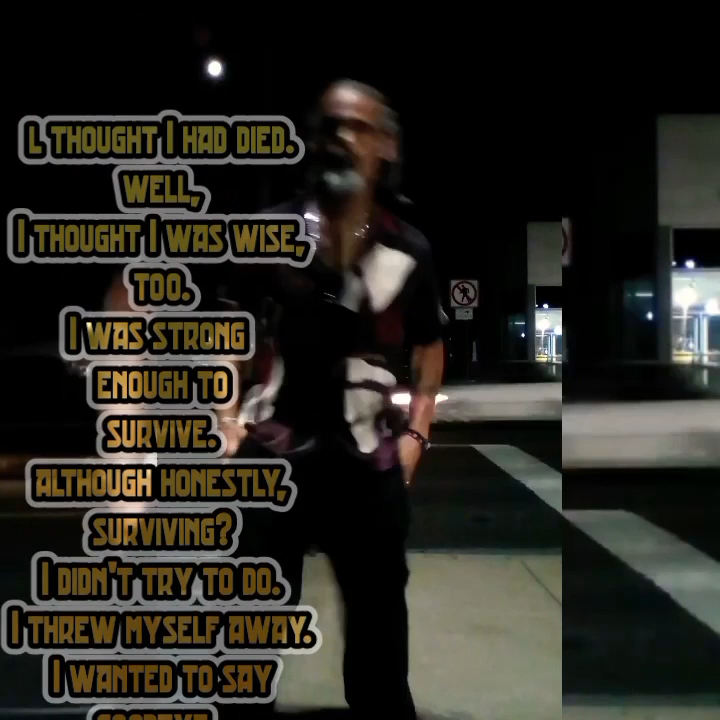 L THOUGHT I HAD DIED.
WELL,
I THOUGHT I WAS WISE,
TOO.
I WAS STRONG
ENOUGH TO
SURVIVE.
ALTHOUGH HONESTLY,
SURVIVING?
I DIDN'T TRY TO DO.
I THREW MYSELF AWAY.
I WANTED TO SAY